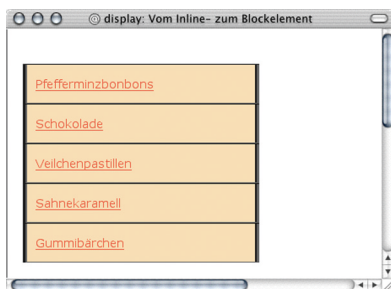 display: Vom Inline- zum Blockelement
Pfefferminzbonbons
Schokolade
Veilchenpastillen
Sahnekaramell
Gummibärchen